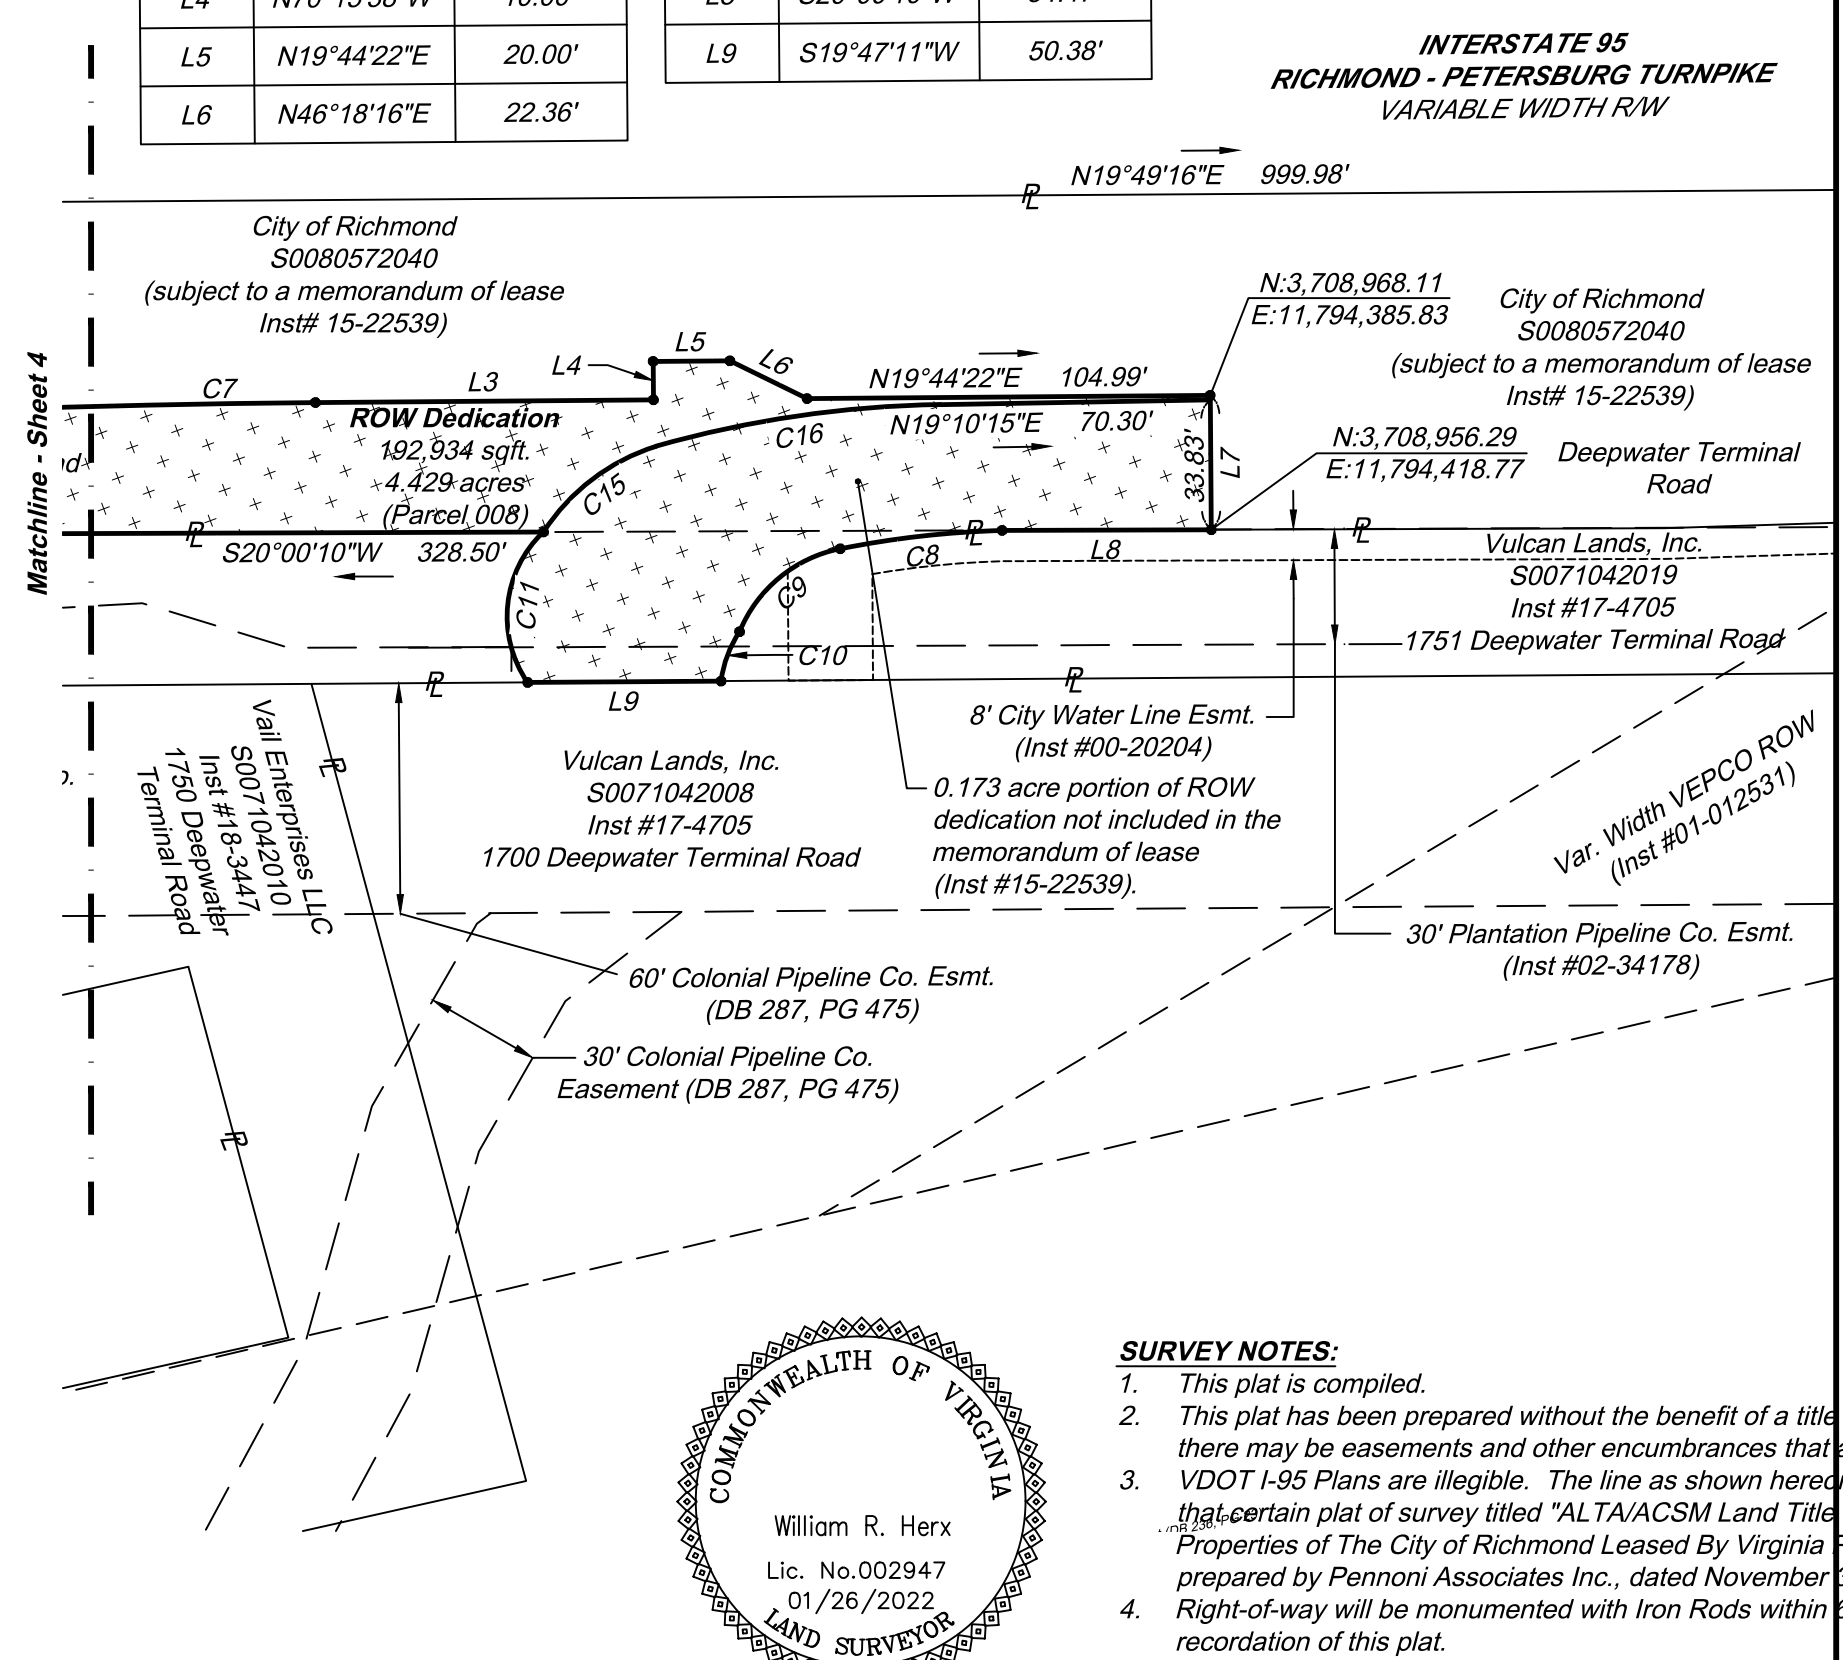 L5 N19°44'22"E 20.00'
L6 N46°18'16"E 22.36'
L9 S19°47'11"W 50.38'
INTERSTATE 95
RICHMOND - PETERSBURG TURNPIKE
VARIABLE WIDTH R/W
N19°49'16"E 999.98'
PL
City of Richmond
S0080572040
(subject to a memorandum of lease
Inst# 15-22539)
N:3,708,968.11
E:11,794,385.83
City of Richmond
S0080572040
(subject to a memorandum of lease
Inst# 15-22539)
Matchline - Sheet 4
C7
L3
L4
L5
L6
N19°44'22"E 104.99'
N19°10'15"E 70.30'
C16
C15
ROW Dedication
192,934 sqft.
4.429 acres
(Parcel 008)
33.83'
L7
N:3,708,956.29
E:11,794,418.77
Deepwater Terminal
Road
PL
S20°00'10"W 328.50'
PL
C8
L8
PL
C11
C9
C10
L9
PL
PL
Vulcan Lands, Inc.
S0071042019
Inst #17-4705
1751 Deepwater Terminal Road
8' City Water Line Esmt.
(Inst #00-20204)
Vail Enterprises LLC
S0071042010
Inst #18-3447
1750 Deepwater
Terminal Road
PL
Vulcan Lands, Inc.
S0071042008
Inst #17-4705
1700 Deepwater Terminal Road
0.173 acre portion of ROW
dedication not included in the
memorandum of lease
(Inst #15-22539).
Var. Width VEPCO ROW
(Inst #01-012531)
30' Plantation Pipeline Co. Esmt.
(Inst #02-34178)
60' Colonial Pipeline Co. Esmt.
(DB 287, PG 475)
30' Colonial Pipeline Co.
Easement (DB 287, PG 475)
PL
COMMONWEALTH OF VIRGINIA
William R. Herx
Lic. No.002947
01/26/2022
LAND SURVEYOR
SURVEY NOTES:
1. This plat is compiled.
2. This plat has been prepared without the benefit of a title
there may be easements and other encumbrances that
3. VDOT I-95 Plans are illegible. The line as shown hereon
that certain plat of survey titled "ALTA/ACSM Land Title
Properties of The City of Richmond Leased By Virginia
prepared by Pennoni Associates Inc., dated November
4. Right-of-way will be monumented with Iron Rods within
recordation of this plat.